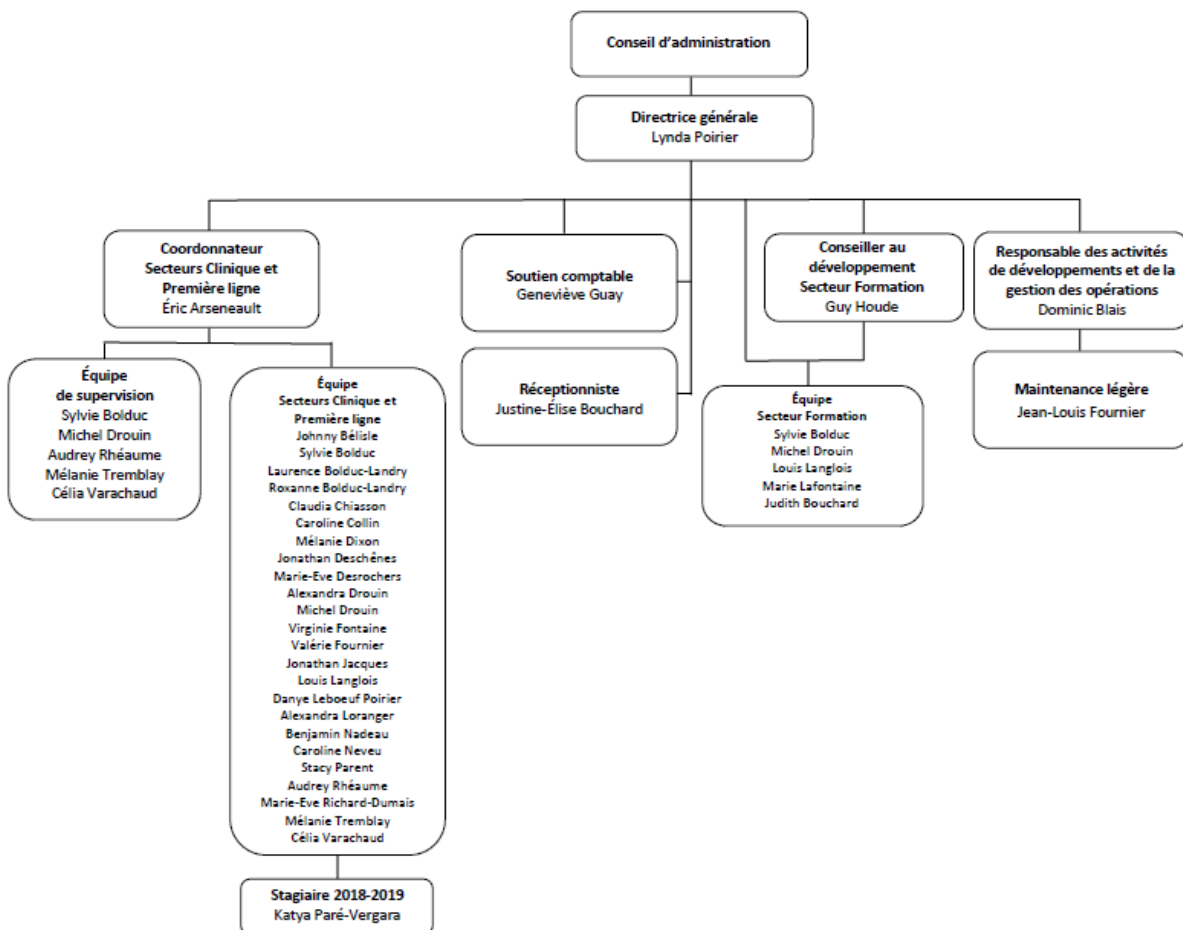 Conseil d'administration
Directrice générale
Lynda Poirier
Coordonnateur
Secteurs Clinique et
Première ligne
Éric Arseneault
Soutien comptable
Geneviève Guay
Conseiller au
développement
Secteur Formation
Guy Houde
Responsable des activités
de développements et de la
gestion des opérations
Dominic Blais
Équipe
de supervision
Sylvie Bolduc
Michel Drouin
Audrey Rhéaume
Mélanie Tremblay
Célia Varachaud
Équipe
Secteurs Clinique et
Première ligne
Johnny Bélisle
Sylvie Bolduc
Laurence Bolduc-Landry
Roxanne Bolduc-Landry
Claudia Chiasson
Caroline Collin
Mélanie Dixon
Jonathan Deschênes
Marie-Eve Desrochers
Alexandra Drouin
Michel Drouin
Virginie Fontaine
Valérie Fournier
Jonathan Jacques
Louis Langlois
Danye Leboeuf Poirier
Alexandra Loranger
Benjamin Nadeau
Caroline Neveu
Stacy Parent
Audrey Rhéaume
Marie-Eve Richard-Dumais
Mélanie Tremblay
Célia Varachaud
Réceptionniste
Justine-Élise Bouchard
Équipe
Secteur Formation
Sylvie Bolduc
Michel Drouin
Louis Langlois
Marie Lafontaine
Judith Bouchard
Maintenance légère
Jean-Louis Fournier
Stagiaire 2018-2019
Katya Paré-Vergara